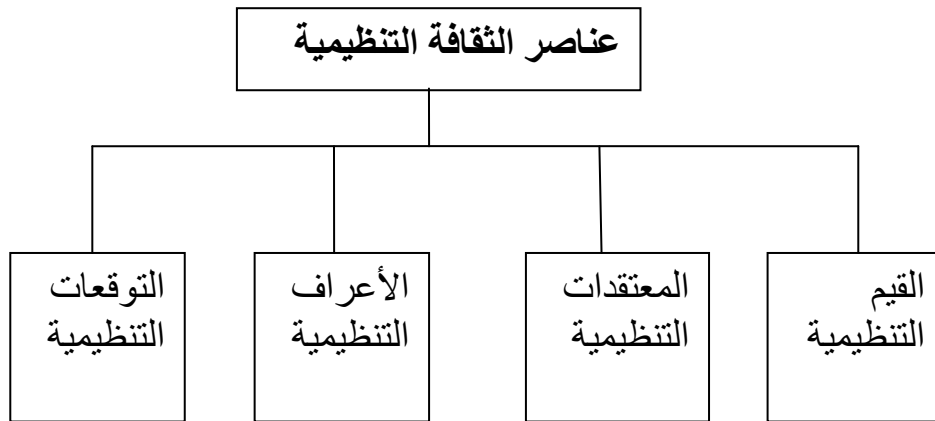 عناصر الثقافة التنظيمية
القيم
التنظيمية
المعتقدات
التنظيمية
الأعراف
التنظيمية
التوقعات
التنظيمية